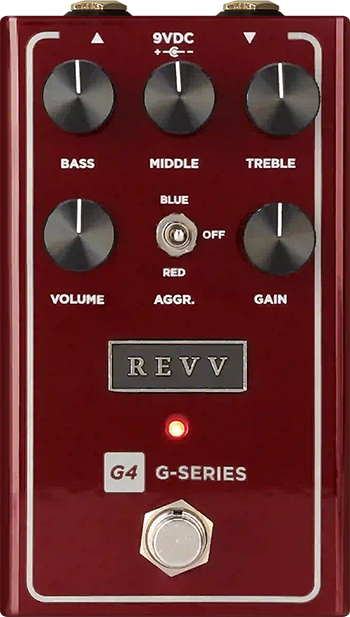 ▲ 9VDC ▼
+ -
BASS MIDDLE TREBLE
BLUE
OFF
RED
VOLUME AGGR. GAIN
REVV
G4 G-SERIES